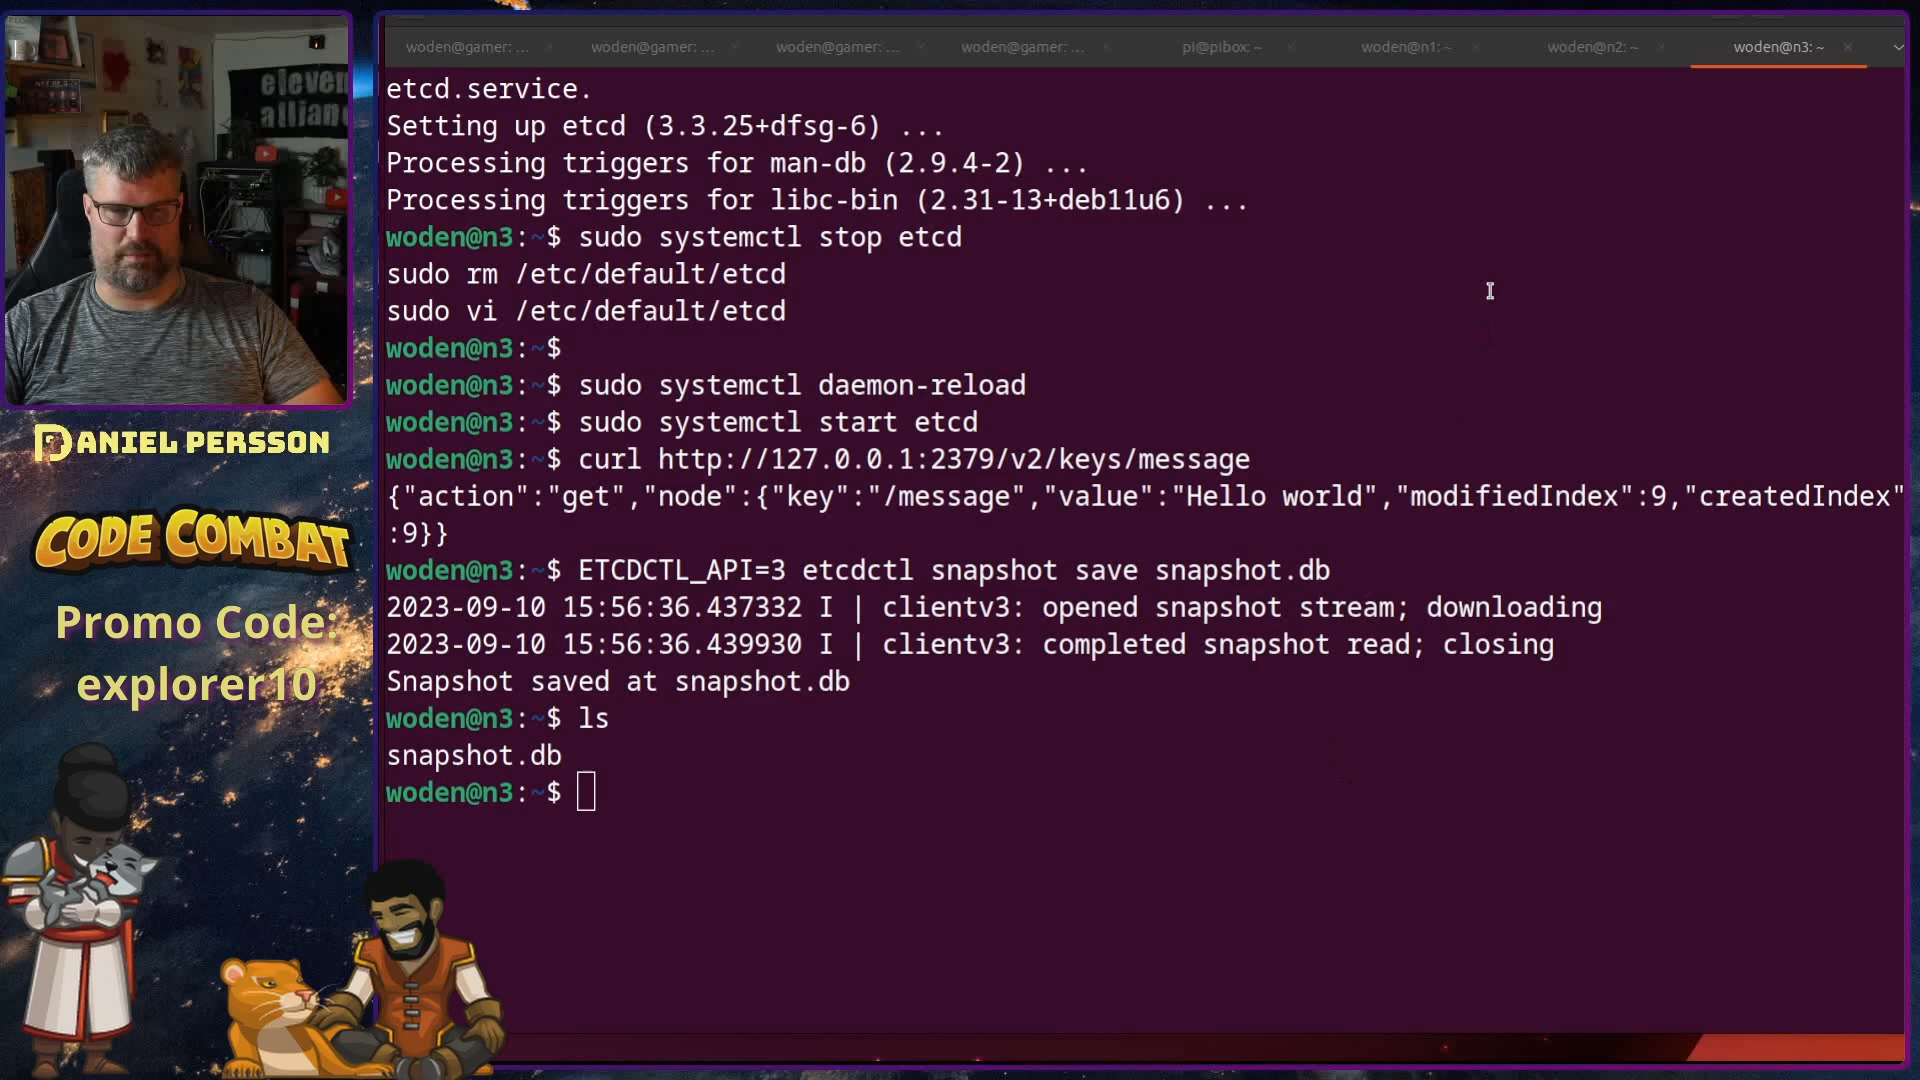 eleven
allian
DANIEL PERSSON
CODE COMBAT
Promo Code:
explorer10
woden@gamer: ...
woden@gamer: ...
woden@gamer: ...
woden@gamer: ...
pi@pibox: ~
woden@n1: ~
woden@n2: ~
woden@n3: ~
etcd.service.
Setting up etcd (3.3.25+dfsg-6) ...
Processing triggers for man-db (2.9.4-2) ...
Processing triggers for libc-bin (2.31-13+deb11u6) ...
woden@n3:~$ sudo systemctl stop etcd
sudo rm /etc/default/etcd
sudo vi /etc/default/etcd
woden@n3:~$
woden@n3:~$ sudo systemctl daemon-reload
woden@n3:~$ sudo systemctl start etcd
woden@n3:~$ curl http://127.0.0.1:2379/v2/keys/message
{"action":"get","node":{"key":"/message","value":"Hello world","modifiedIndex":9,"createdIndex"
:9}}
woden@n3:~$ ETCDCTL_API=3 etcdctl snapshot save snapshot.db
2023-09-10 15:56:36.437332 I | clientv3: opened snapshot stream; downloading
2023-09-10 15:56:36.439930 I | clientv3: completed snapshot read; closing
Snapshot saved at snapshot.db
woden@n3:~$ ls
snapshot.db
woden@n3:~$